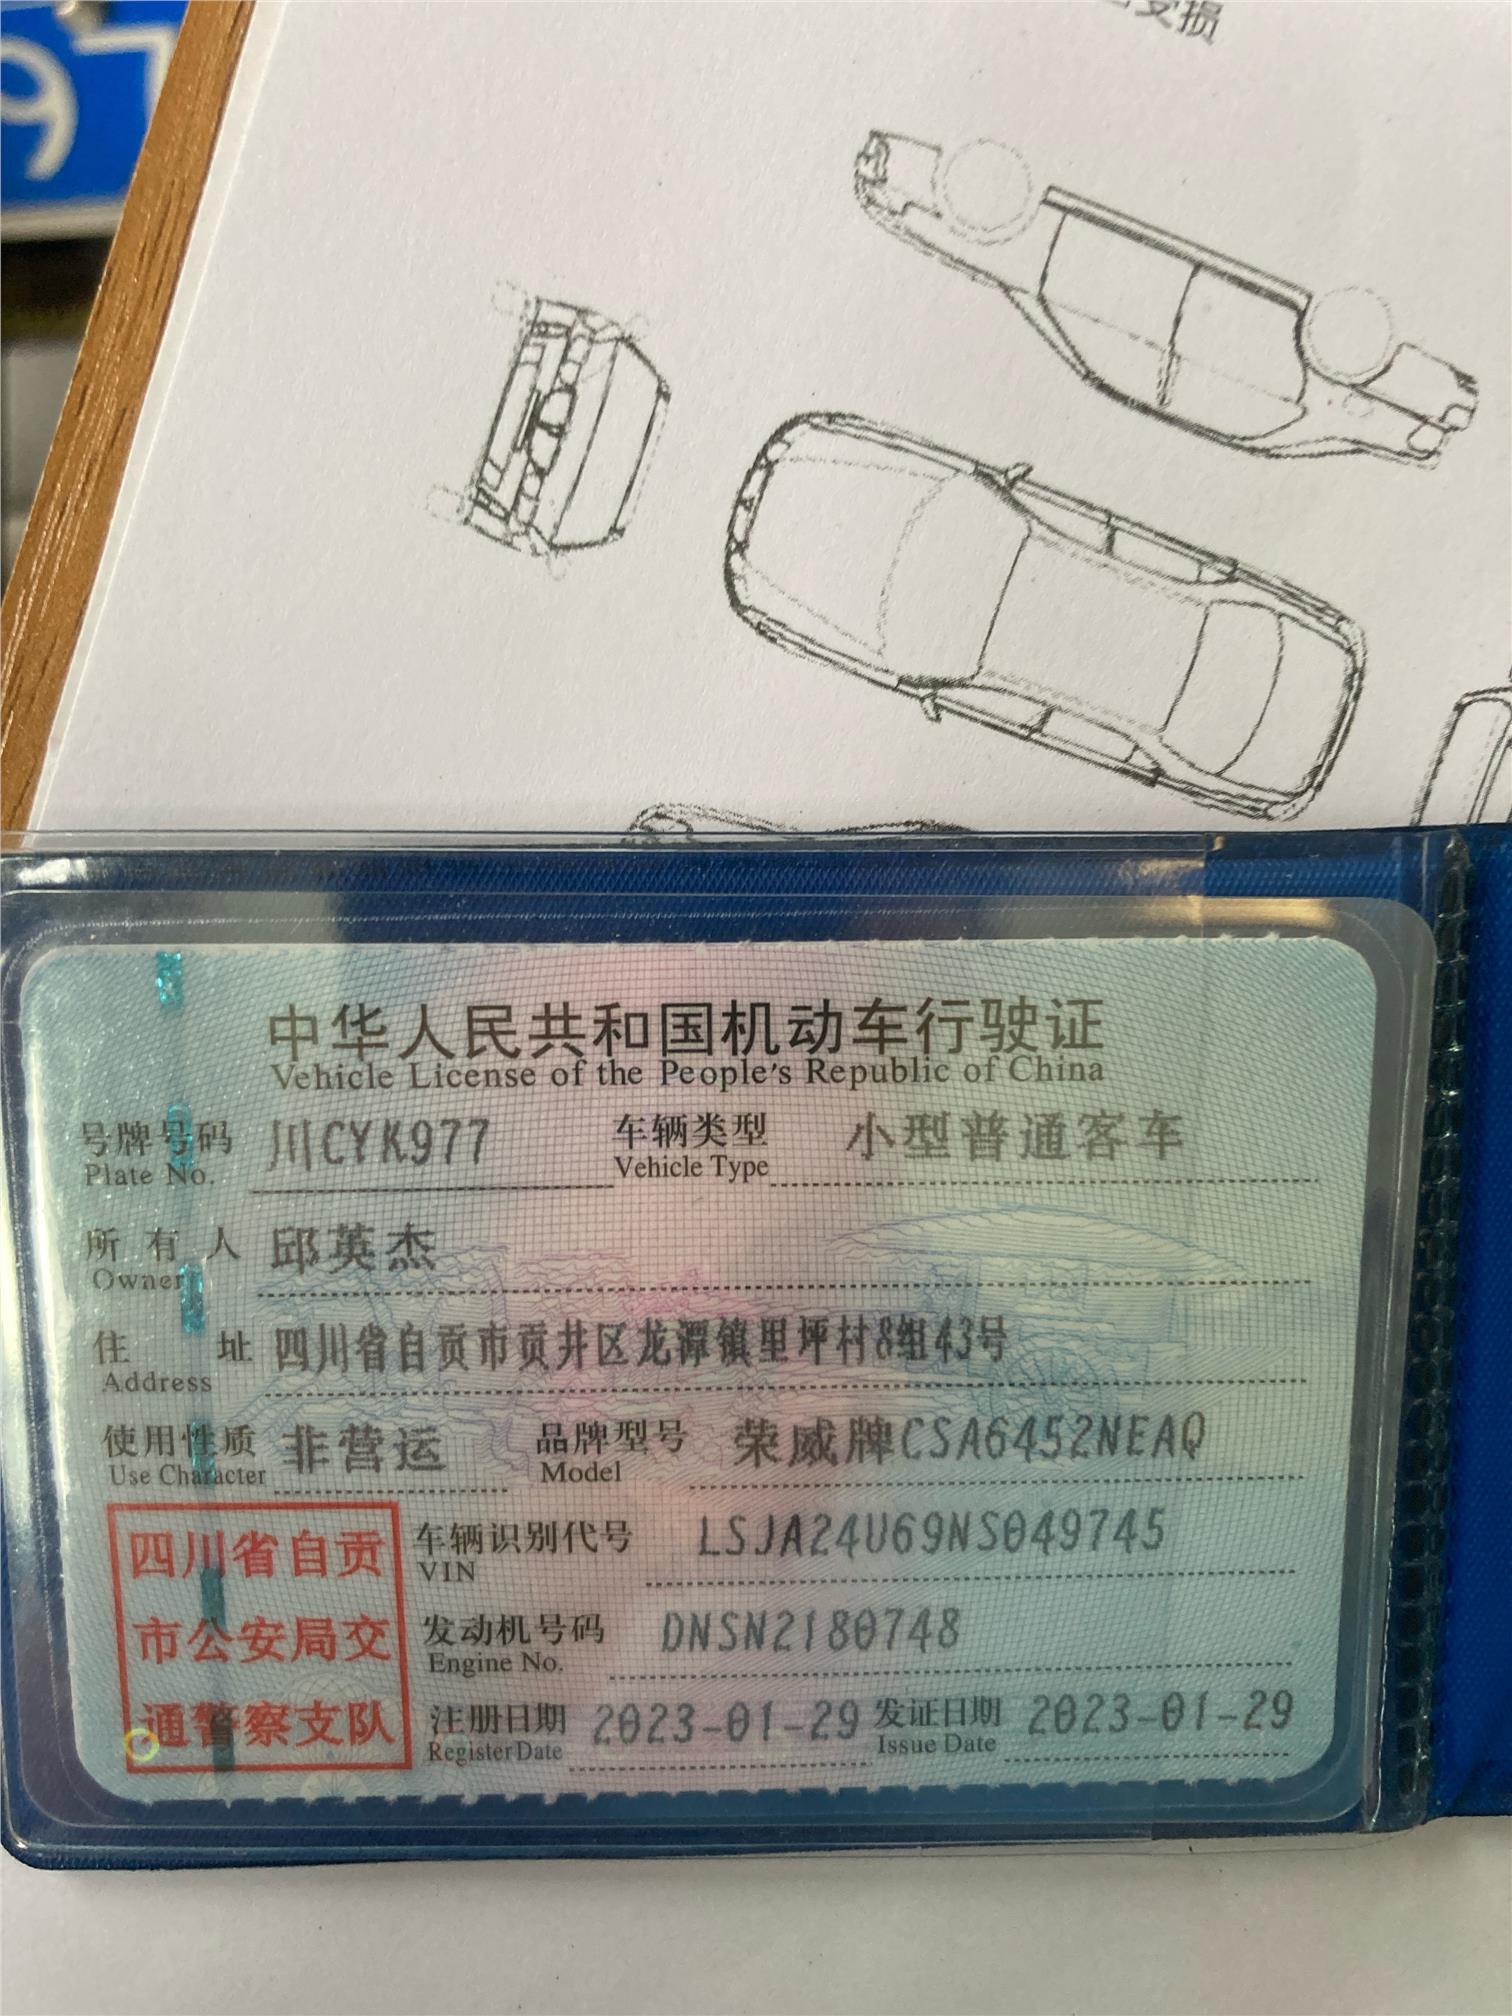 受损
97
中华人民共和国机动车行驶证
Vehicle License of the People's Republic of China
号牌号码 川CYK977 车辆类型 小型普通客车
Plate No. Vehicle Type
所有人 邱英杰
Owner
住址 四川省自贡市贡井区龙潭镇里坪村8组43号
Address
使用性质 非营运 品牌型号 荣威牌CSA6452NEAQ
Use Character Model
四川省自贡
市公安局交
通警察支队
车辆识别代号 LSJA24U69NS049745
VIN
发动机号码 DNSN2180748
Engine No.
注册日期 2023-01-29 发证日期 2023-01-29
Register Date Issue Date